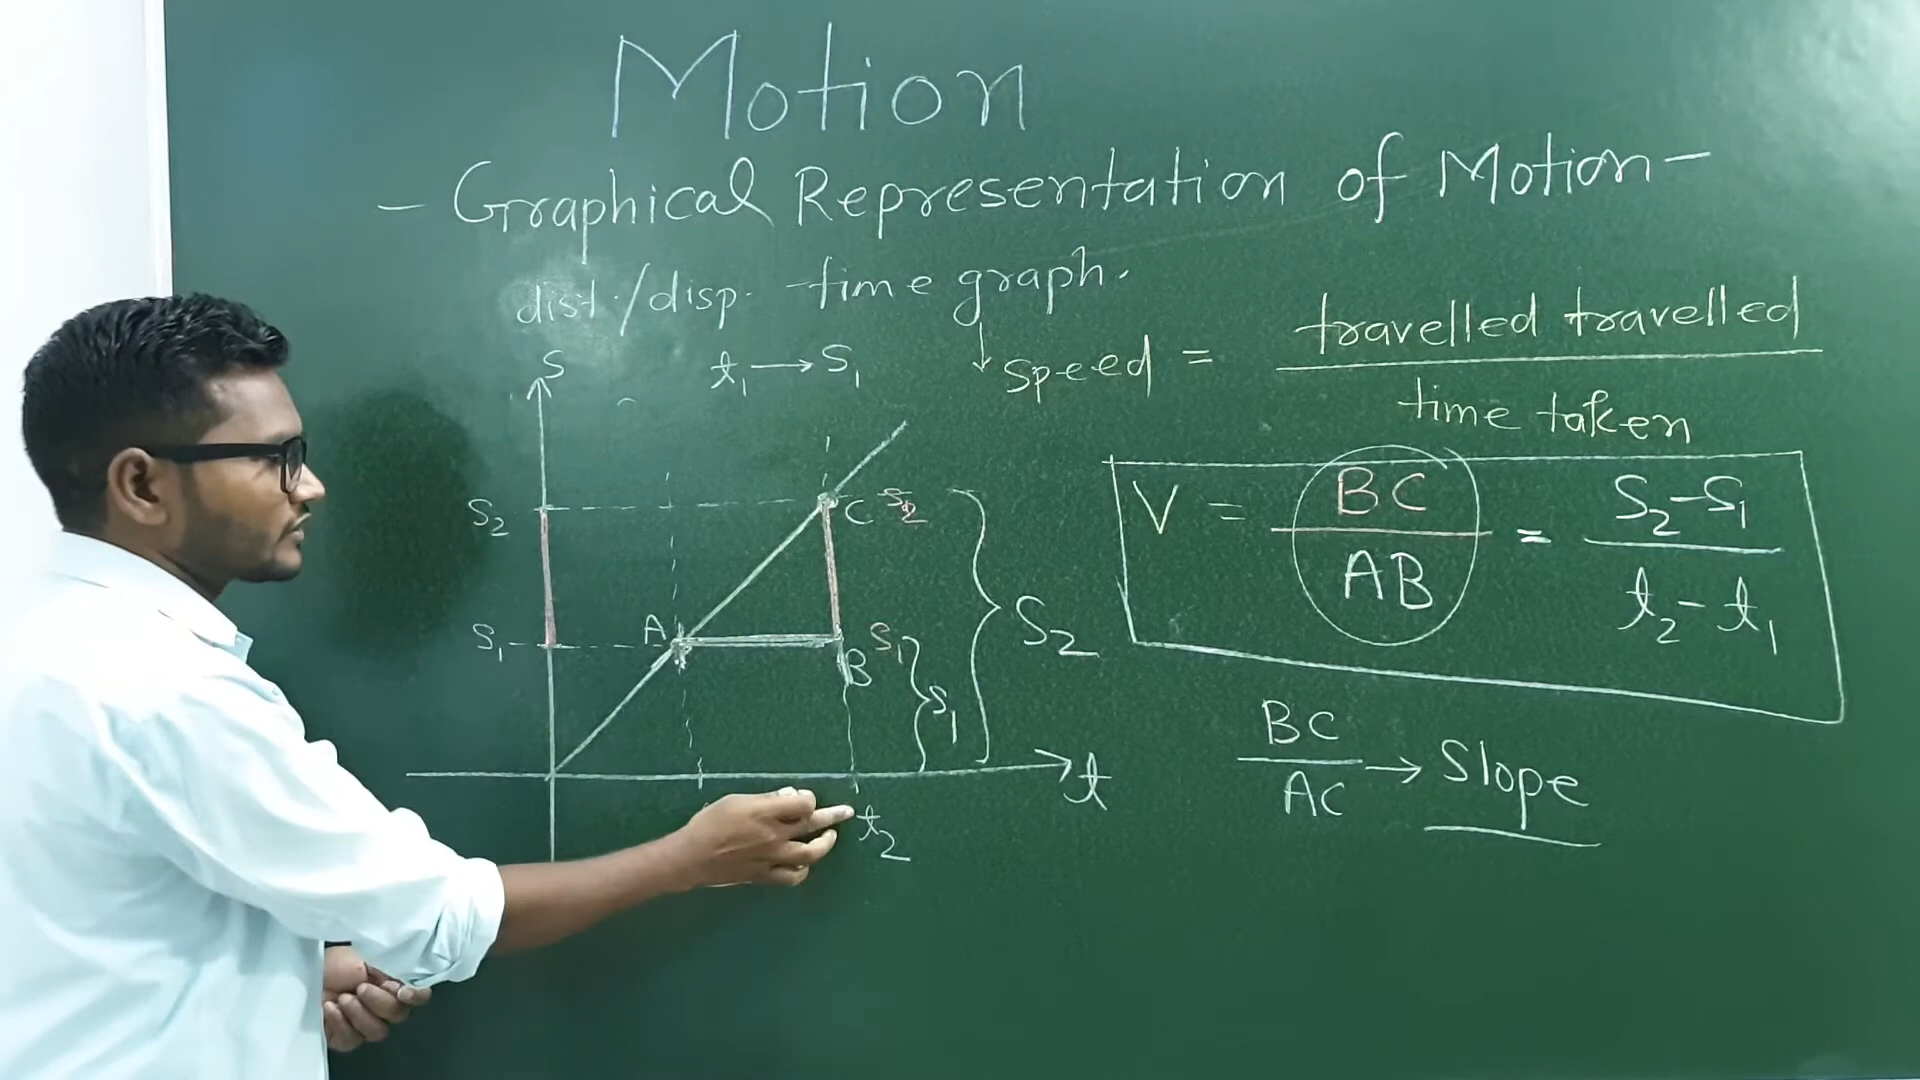 Motion
- Graphical Representation of Motion -
dist./disp. -time graph.
t₁ → S₁
↓ speed = travelled travelled
time taken
S
S₂
C S₂
S₁
A
B S₁
S₁
S₂
t
t₂
V = BC / AB = S₂-S₁ / t₂-t₁
BC / AC → Slope